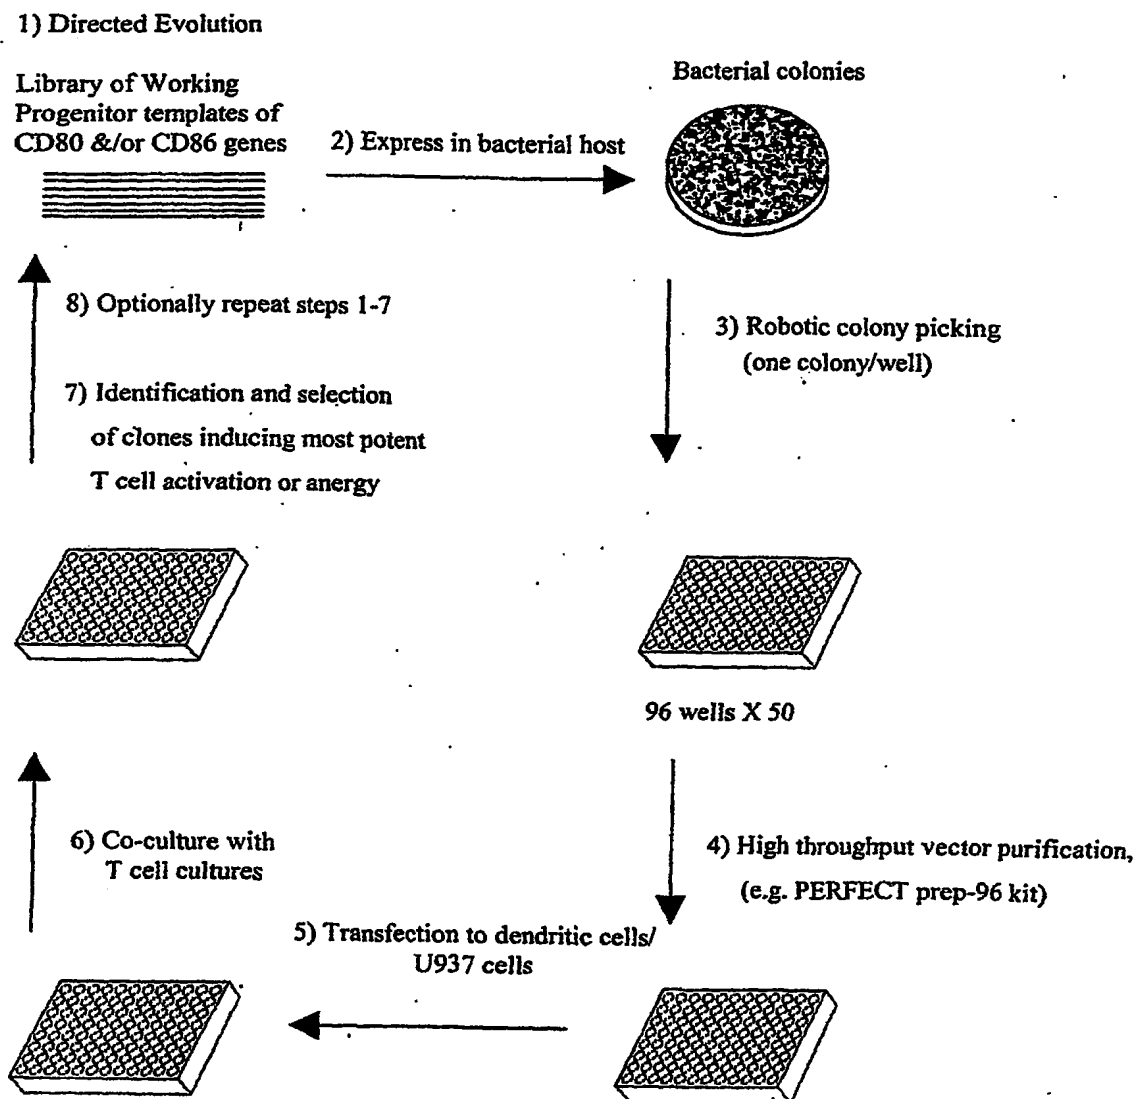 1) Directed Evolution
Library of Working
Progenitor templates of
CD80 &/or CD86 genes
2) Express in bacterial host
Bacterial colonies
3) Robotic colony picking
(one colony/well)
96 wells X 50
4) High throughput vector purification,
(e.g. PERFECT prep-96 kit)
5) Transfection to dendritic cells/
U937 cells
6) Co-culture with
T cell cultures
7) Identification and selection
of clones inducing most potent
T cell activation or anergy
8) Optionally repeat steps 1-7